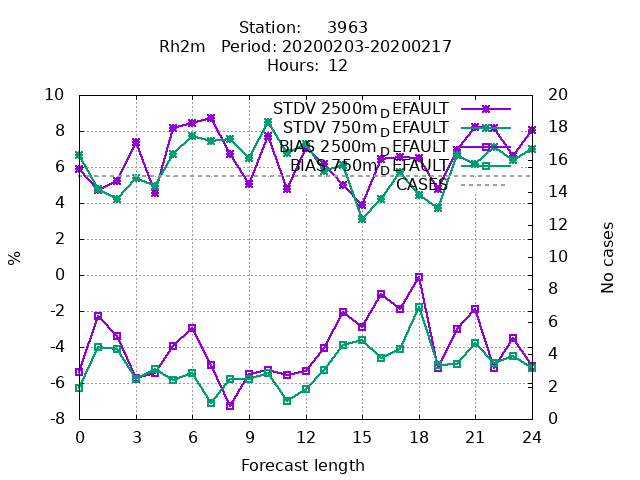 Station: 3963
Rh2m Period: 20200203-20200217
Hours: 12
STDV 2500m_DEFAULT
STDV 750m_DEFAULT
BIAS 2500m_DEFAULT
BIAS 750m_DEFAULT
CASES
%
10
8
6
4
2
0
-2
-4
-6
-8
No cases
20
18
16
14
12
10
8
6
4
2
0
0 3 6 9 12 15 18 21 24
Forecast length